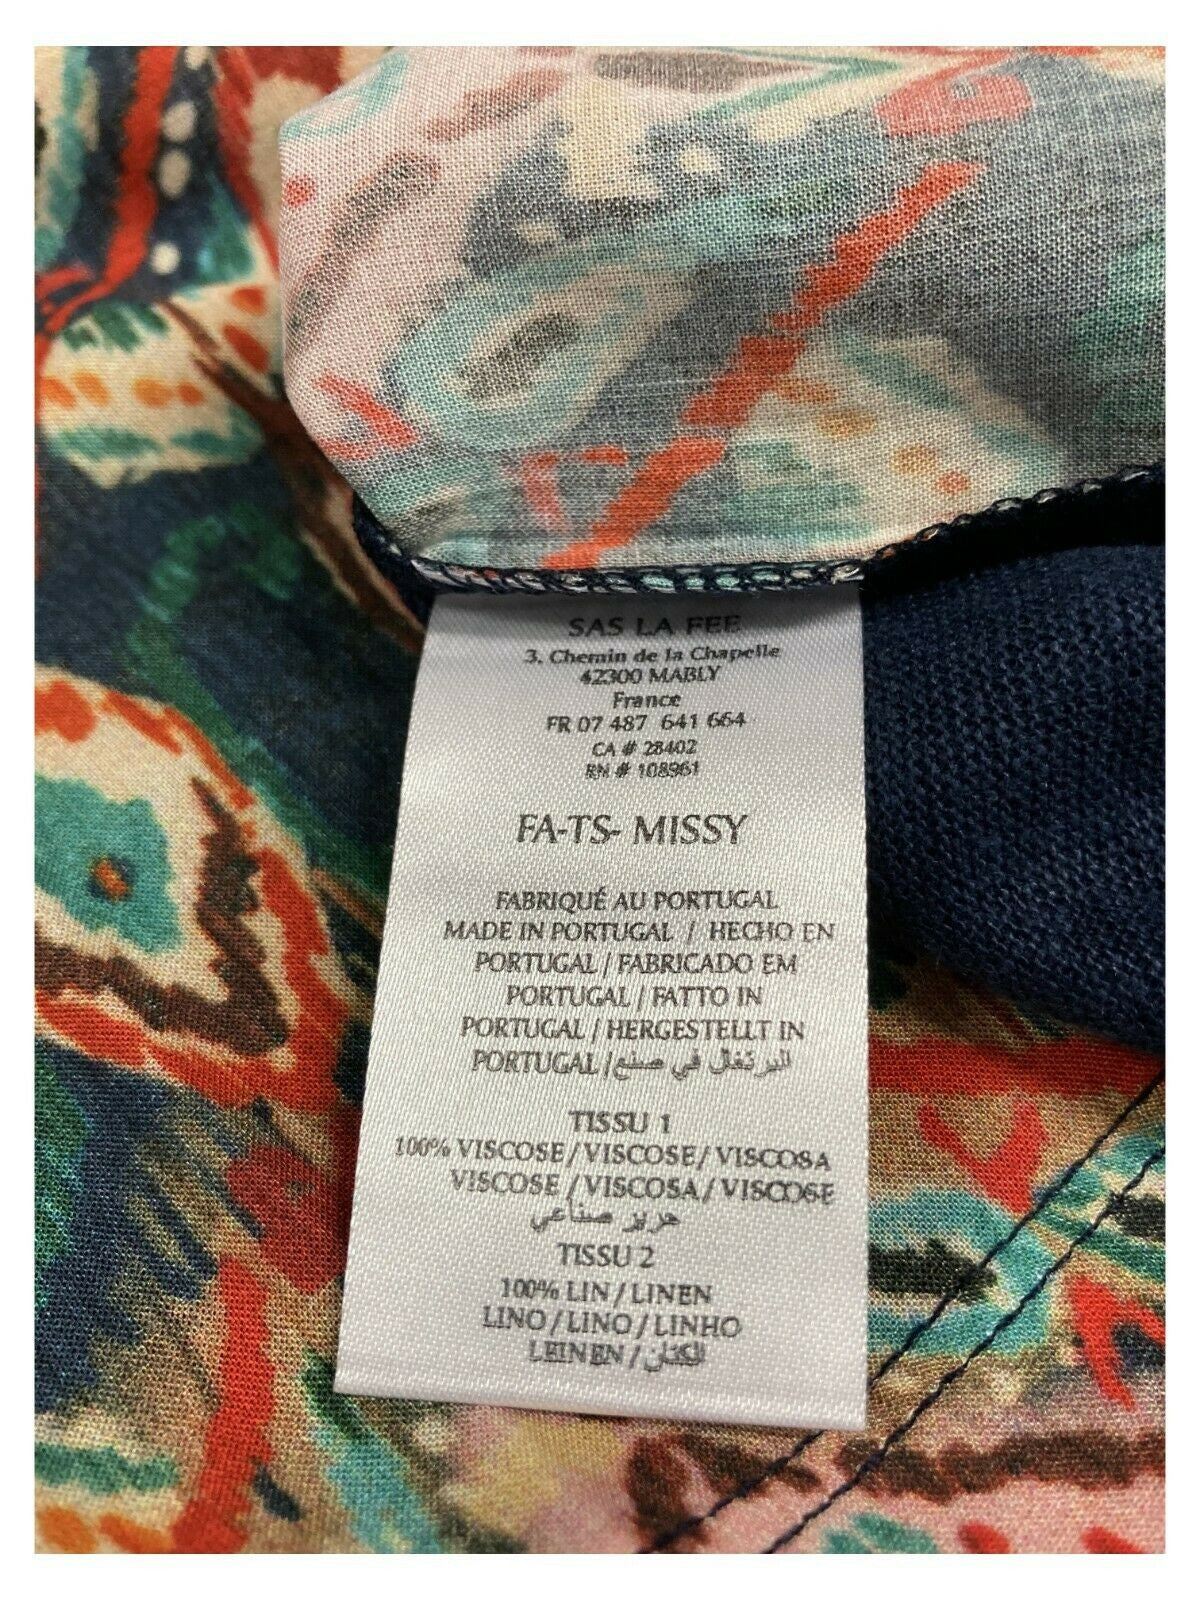 SAS LA FEE
3, Chemin de la Chapelle
42300 MABLY
France
FR 07 487 641 664
CA # 28402
RN # 108961
FA-TS- MISSY
FABRIQUÉ AU PORTUGAL
MADE IN PORTUGAL / HECHO EN
PORTUGAL / FABRICADO EM
PORTUGAL / FATTO IN
PORTUGAL / HERGESTELLT IN
PORTUGAL / البرتغال في صنع
TISSU 1
100% VISCOSE / VISCOSE / VISCOSA
VISCOSE / VISCOSA / VISCOSE
حرير صناعي
TISSU 2
100% LIN / LINEN
LINO / LINO / LINHO
LEINEN / الكتان